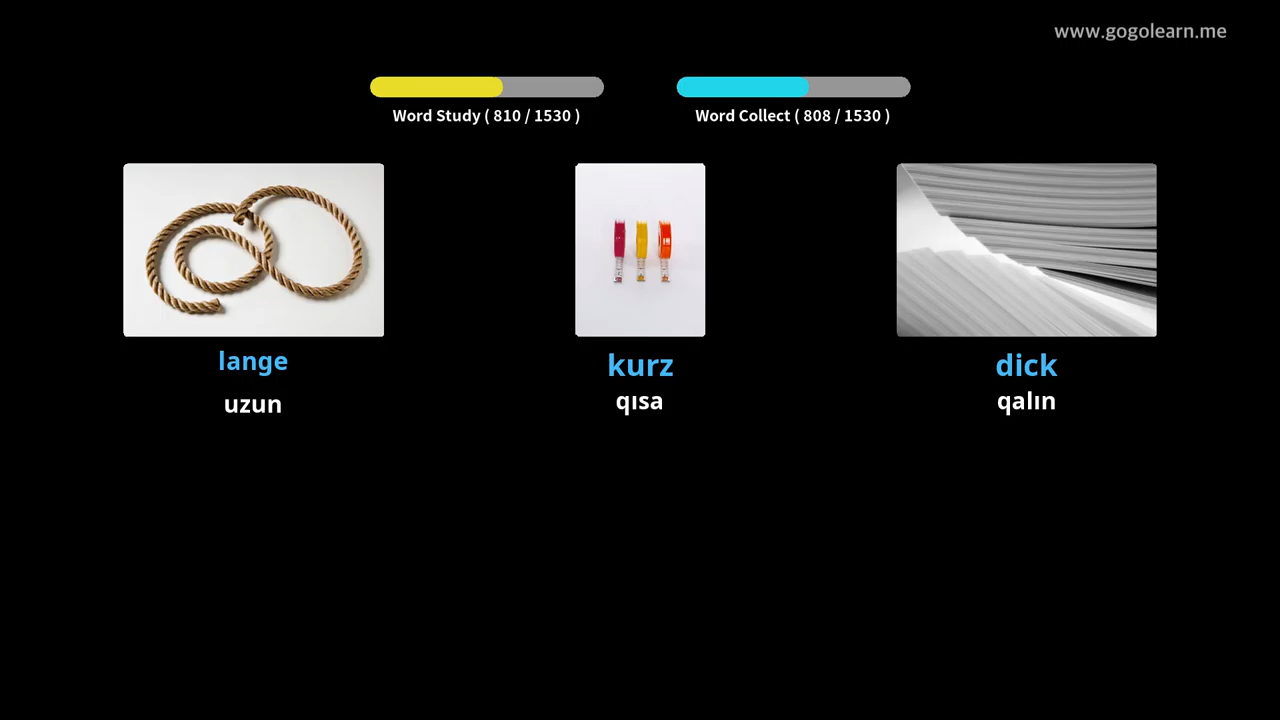 www.gogolearn.me
Word Study ( 810 / 1530 )
Word Collect ( 808 / 1530 )
lange
kurz
dick
uzun
qısa
qalın